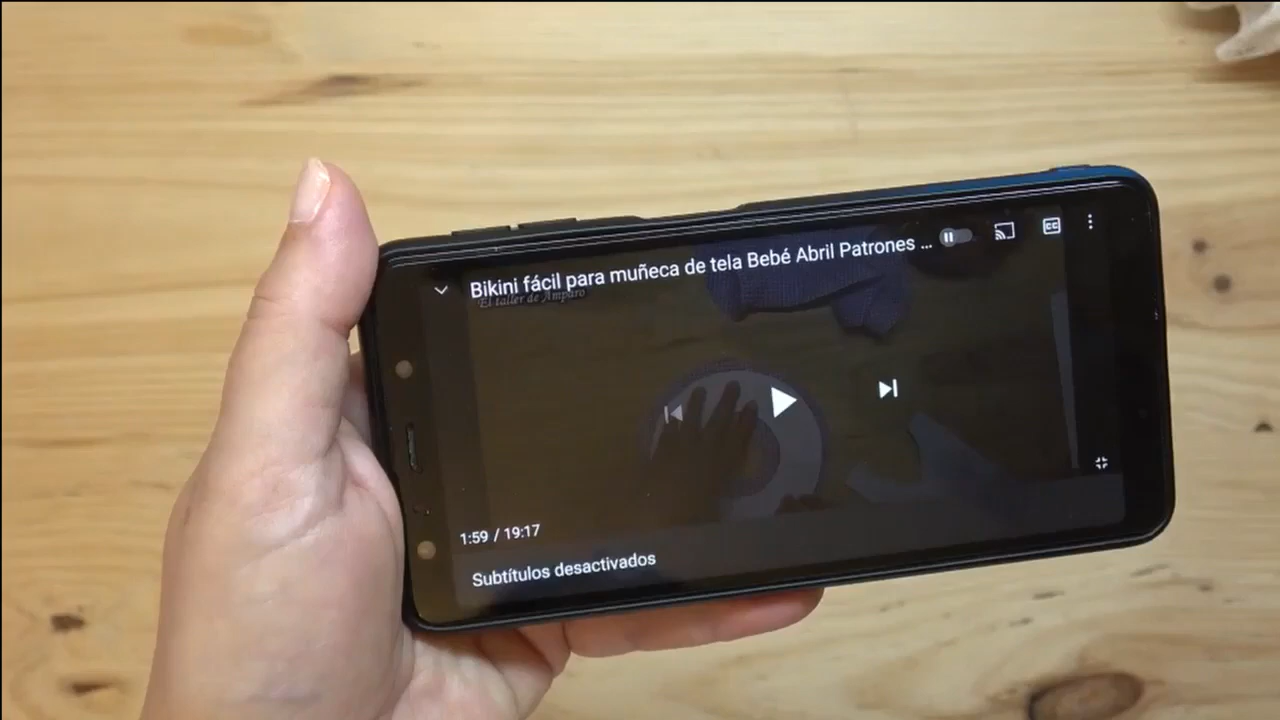 Bikini fácil para muñeca de tela Bebé Abril Patrones ...
CC
El taller de Amparo
1:59 / 19:17
Subtítulos desactivados